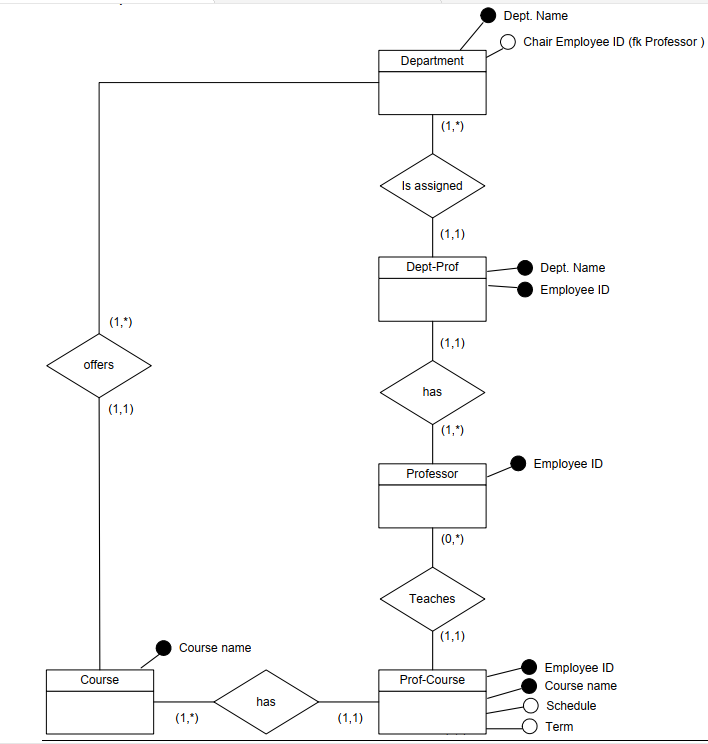 Dept. Name
Chair Employee ID (fk Professor )
Department
(1,*)
Is assigned
(1,1)
Dept-Prof
Dept. Name
Employee ID
(1,1)
(1,*)
offers
(1,1)
has
(1,*)
Professor
Employee ID
(0,*)
Teaches
(1,1)
Course name
Course
Prof-Course
Employee ID
Course name
Schedule
Term
has
(1,*)
(1,1)